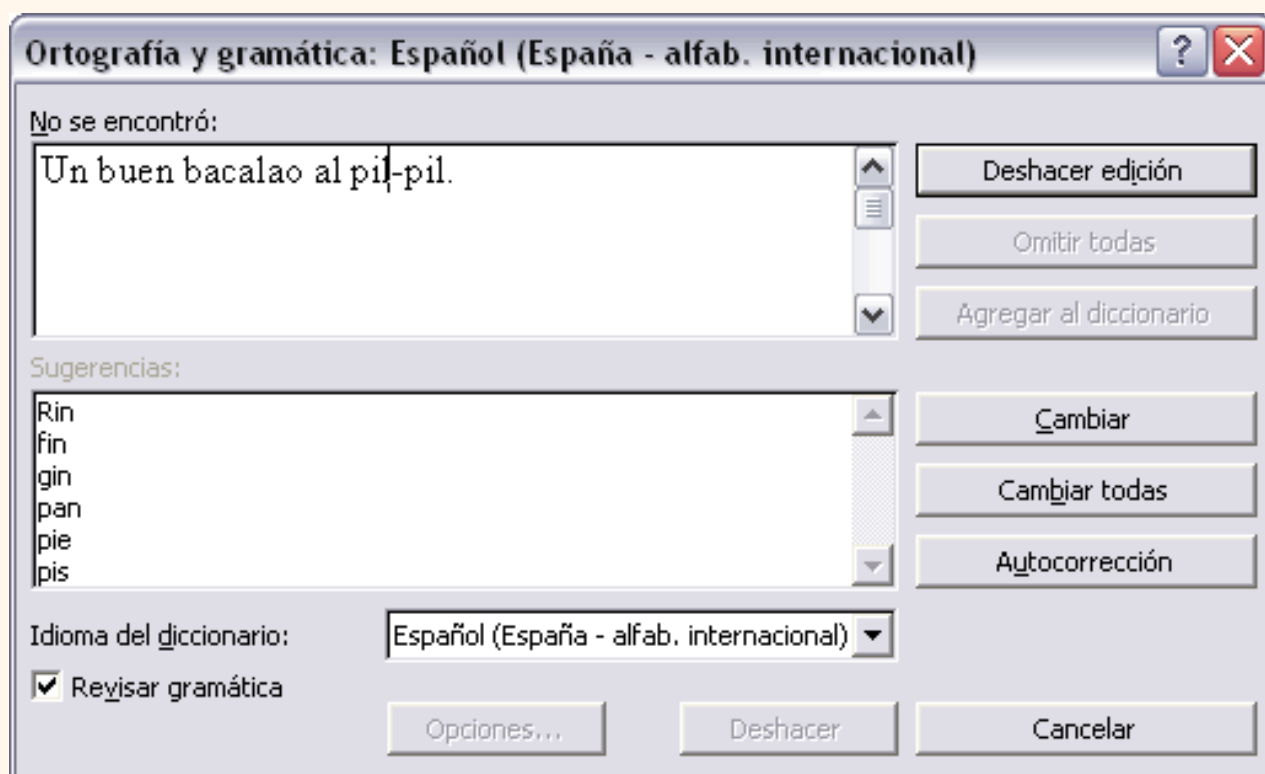 Ortografía y gramática: Español (España - alfab. internacional)
No se encontró:
Un buen bacalao al pil-pil.
Deshacer edición
Omitir todas
Agregar al diccionario
Sugerencias:
Rin
fin
gin
pan
pie
pis
Cambiar
Cambiar todas
Autocorrección
Idioma del diccionario:
Español (España - alfab. internacional)
Revisar gramática
Opciones...
Deshacer
Cancelar